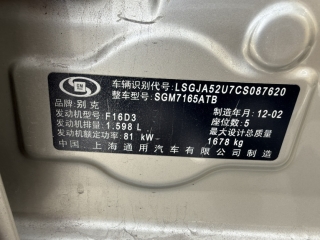 GM
车辆识别代号: LSGJA52U7CS087620
整车型号: SGM7165ATB
品牌: 别克 制造年月: 12-02
发动机型号: F16D3 座位数: 5
发动机排量: 1.598 L 最大设计总质量
发动机额定功率: 81 kW 1678 kg
中国 上海通用汽车有限公司制造